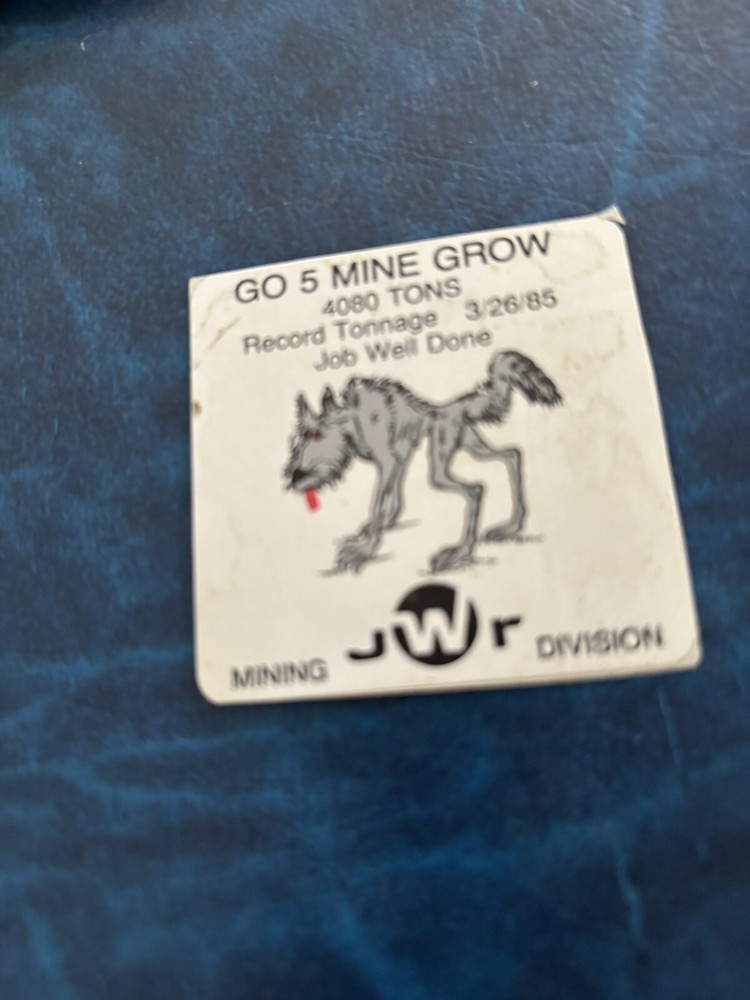 GO 5 MINE GROW
4080 TONS
Record Tonnage 3/26/85
Job Well Done
JWr
MINING DIVISION